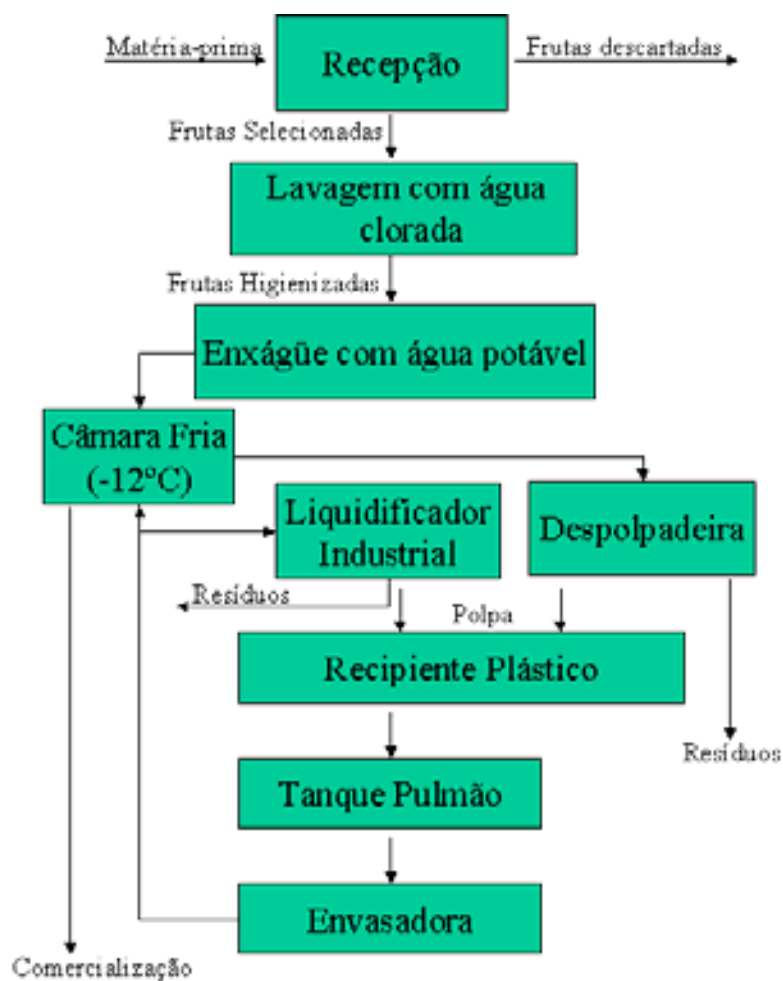 Matéria-prima
Recepção
Frutas descartadas
Frutas Selecionadas
Lavagem com água
clorada
Frutas Higienizadas
Enxágüe com água potável
Câmara Fria
(-12ºC)
Liquidificador
Industrial
Despolpadeira
Resíduos
Polpa
Recipiente Plástico
Resíduos
Tanque Pulmão
Envasadora
Comercialização